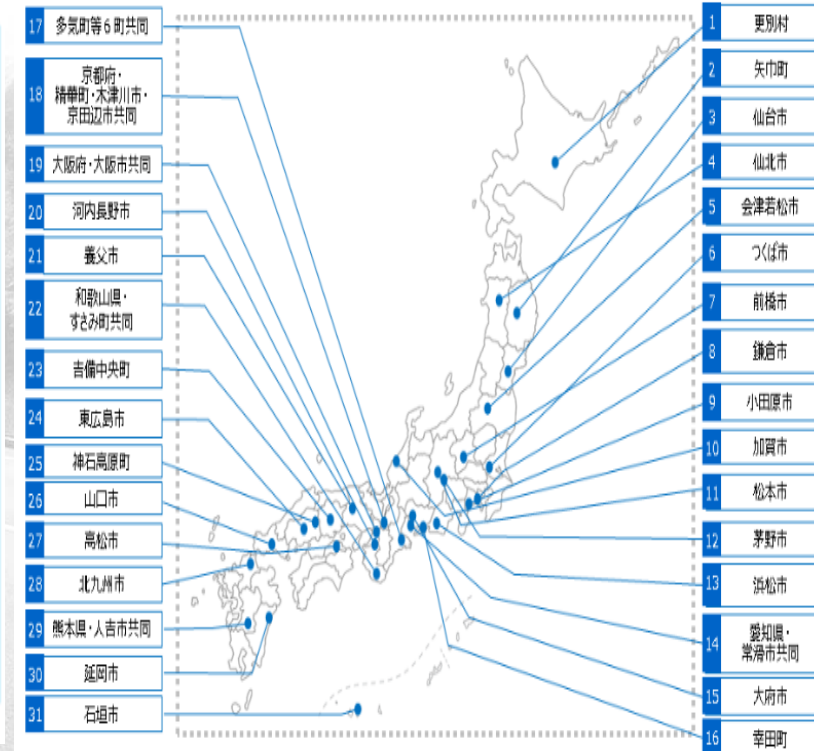 17 多気町等6町共同
18 京都府・
精華町・木津川市・
京田辺市共同
19 大阪府・大阪市共同
20 河内長野市
21 養父市
22 和歌山県・
すさみ町共同
23 吉備中央町
24 東広島市
25 神石高原町
26 山口市
27 高松市
28 北九州市
29 熊本県・人吉市共同
30 延岡市
31 石垣市
1 更別村
2 矢巾町
3 仙台市
4 仙北市
5 会津若松市
6 つくば市
7 前橋市
8 鎌倉市
9 小田原市
10 加賀市
11 松本市
12 茅野市
13 浜松市
14 愛知県・
常滑市共同
15 大府市
16 幸田町